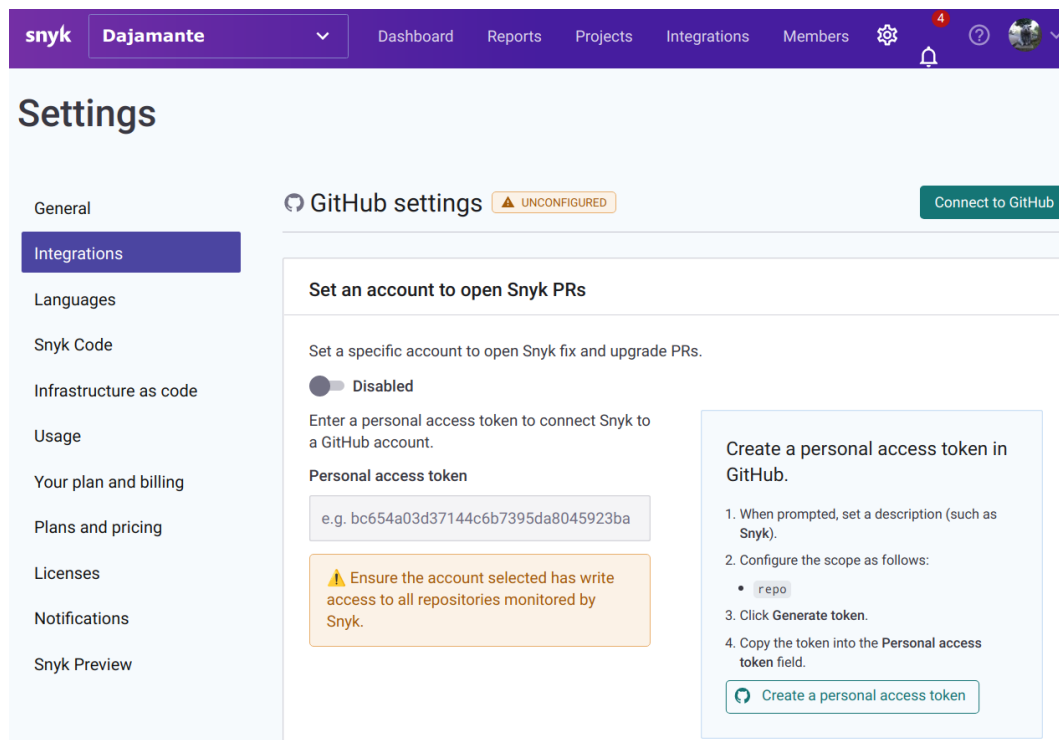 snyk Dajamante Dashboard Reports Projects Integrations Members 4
Settings
General
Integrations
Languages
Snyk Code
Infrastructure as code
Usage
Your plan and billing
Plans and pricing
Licenses
Notifications
Snyk Preview
GitHub settings UNCONFIGURED Connect to GitHub
Set an account to open Snyk PRs
Set a specific account to open Snyk fix and upgrade PRs.
Disabled
Enter a personal access token to connect Snyk to
a GitHub account.
Personal access token
e.g. bc654a03d37144c6b7395da8045923ba
Ensure the account selected has write
access to all repositories monitored by
Snyk.
Create a personal access token in
GitHub.
1. When prompted, set a description (such as
Snyk).
2. Configure the scope as follows:
• repo
3. Click Generate token.
4. Copy the token into the Personal access
token field.
Create a personal access token